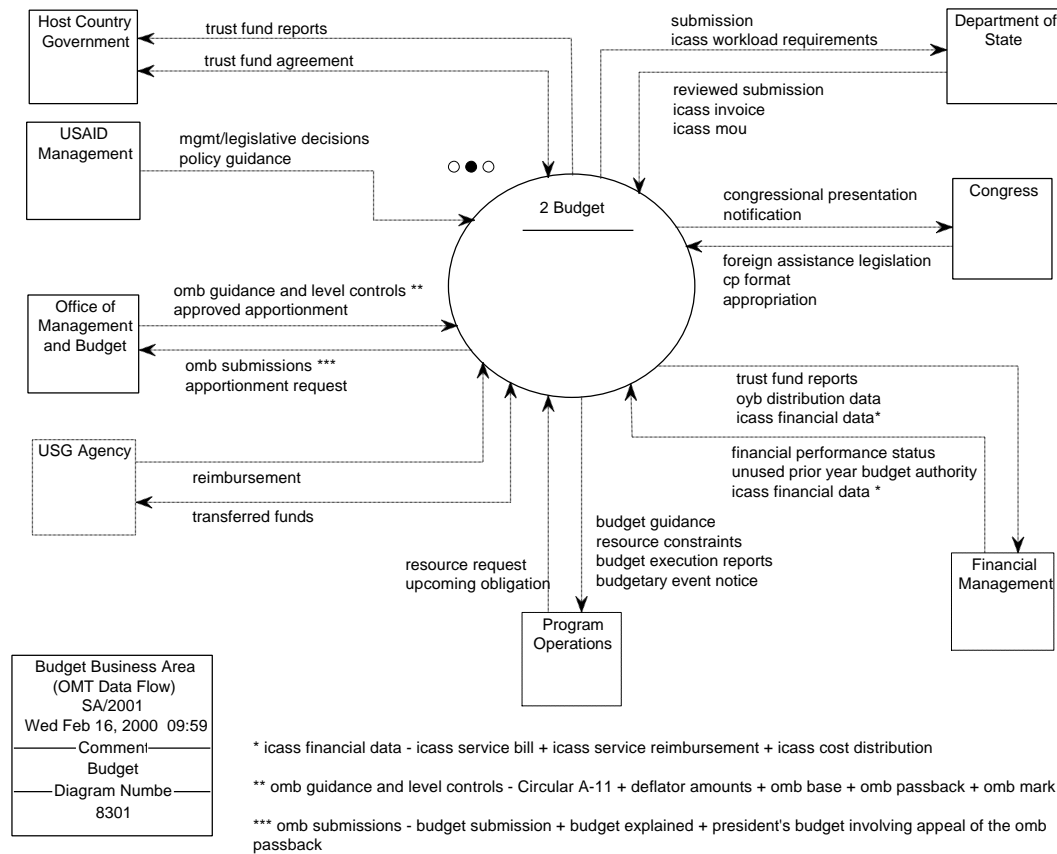 Host Country
Government
trust fund reports
trust fund agreement
submission
icass workload requirements
Department of
State
reviewed submission
icass invoice
icass mou
USAID
Management
mgmt/legislative decisions
policy guidance
2 Budget
congressional presentation
notification
Congress
foreign assistance legislation
cp format
appropriation
Office of
Management
and Budget
omb guidance and level controls **
approved apportionment
omb submissions ***
apportionment request
trust fund reports
oyb distribution data
icass financial data*
USG Agency
reimbursement
transferred funds
financial performance status
unused prior year budget authority
icass financial data *
resource request
upcoming obligation
budget guidance
resource constraints
budget execution reports
budgetary event notice
Financial
Management
Program
Operations
Budget Business Area
(OMT Data Flow)
SA/2001
Wed Feb 16, 2000 09:59
Comment
Budget
Diagram Numbe
8301
* icass financial data - icass service bill + icass service reimbursement + icass cost distribution
** omb guidance and level controls - Circular A-11 + deflator amounts + omb base + omb passback + omb mark
*** omb submissions - budget submission + budget explained + president's budget involving appeal of the omb
passback